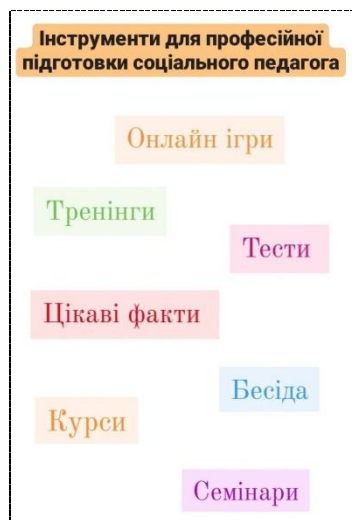 Інструменти для професійної
підготовки соціального педагога
Онлайн ігри
Тренінги
Тести
Цікаві факти
Бесіда
Курси
Семінари